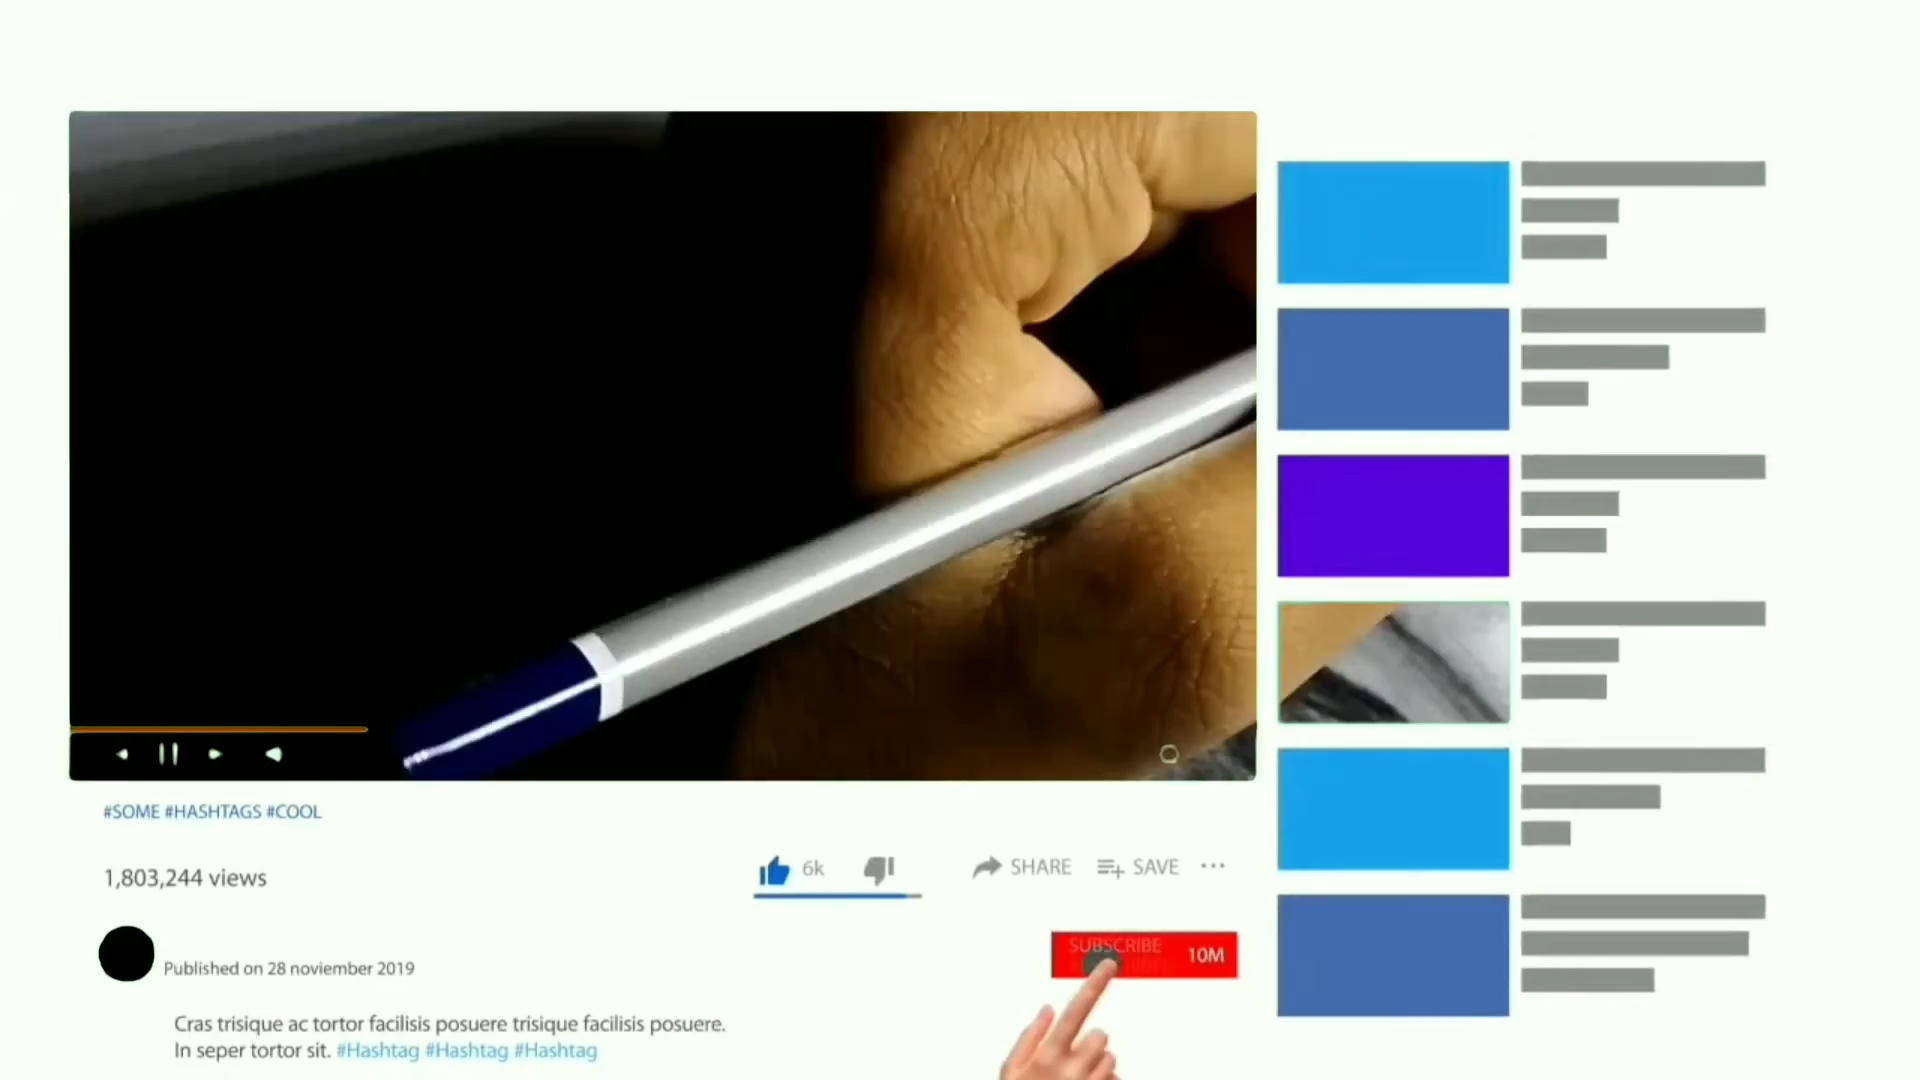 #SOME #HASHTAGS #COOL
1,803,244 views
6k
SHARE
SAVE
SUBSCRIBE
10M
Published on 28 noviember 2019
Cras trisique ac tortor facilisis posuere trisique facilisis posuere.
In seper tortor sit. #Hashtag #Hashtag #Hashtag